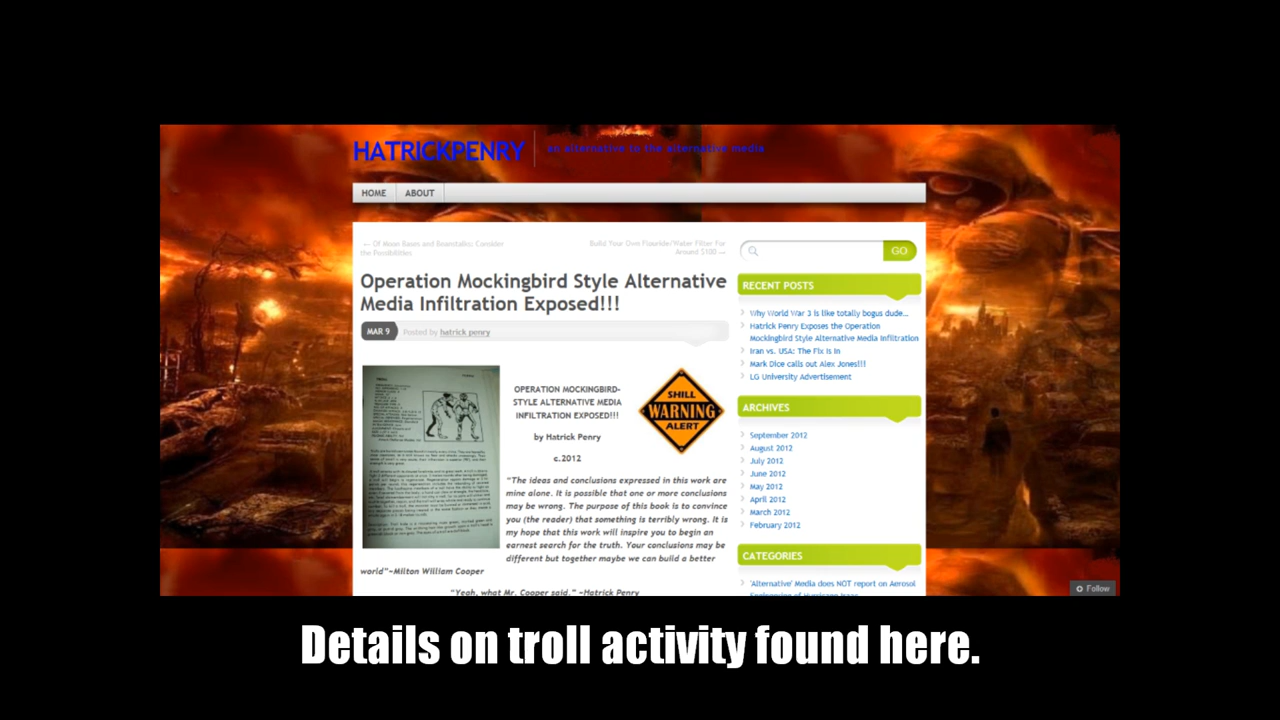 HATRICKPENRY
an alternative to the alternative media
HOME
ABOUT
← Of Moon Bases and Beanstalks: Consider
the Possibilities
Build Your Own Flouride/Water Filter For
Around $100 →
GO
Operation Mockingbird Style Alternative
Media Infiltration Exposed!!!
MAR 9
Posted by hatrick penry
OPERATION MOCKINGBIRD-
STYLE ALTERNATIVE MEDIA
INFILTRATION EXPOSED!!!
by Hatrick Penry
c.2012
SHILL
WARNING
ALERT
"The ideas and conclusions expressed in this work are
mine alone. It is possible that one or more conclusions
may be wrong. The purpose of this book is to convince
you (the reader) that something is terribly wrong. It is
my hope that this work will inspire you to begin an
earnest search for the truth. Your conclusions may be
different but together maybe we can build a better
world"~Milton William Cooper
"Yeah, what Mr. Cooper said." ~Hatrick Penry
RECENT POSTS
Why World War 3 is like totally bogus dude...
Hatrick Penry Exposes the Operation
Mockingbird Style Alternative Media Infiltration
Iran vs. USA: The Fix Is In
Mark Dice calls out Alex Jones!!!
LG University Advertisement
ARCHIVES
September 2012
August 2012
July 2012
June 2012
May 2012
April 2012
March 2012
February 2012
CATEGORIES
'Alternative' Media does NOT report on Aerosol
Engineering of Hurricane Isaac
Follow
Details on troll activity found here.